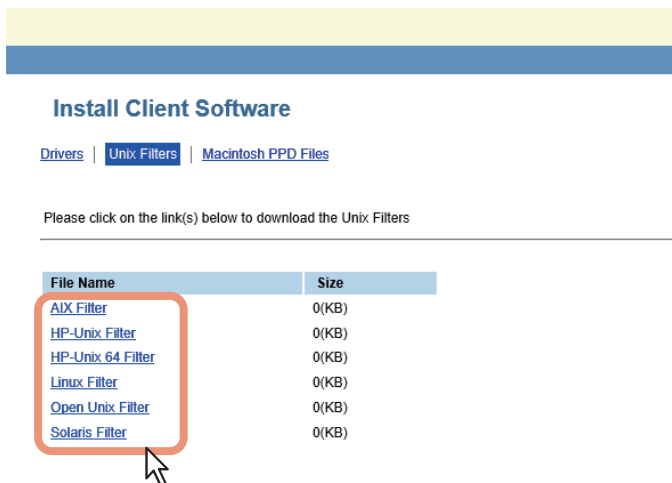 Install Client Software
Drivers | Unix Filters | Macintosh PPD Files
Please click on the link(s) below to download the Unix Filters
File Name Size
AIX Filter 0(KB)
HP-Unix Filter 0(KB)
HP-Unix 64 Filter 0(KB)
Linux Filter 0(KB)
Open Unix Filter 0(KB)
Solaris Filter 0(KB)